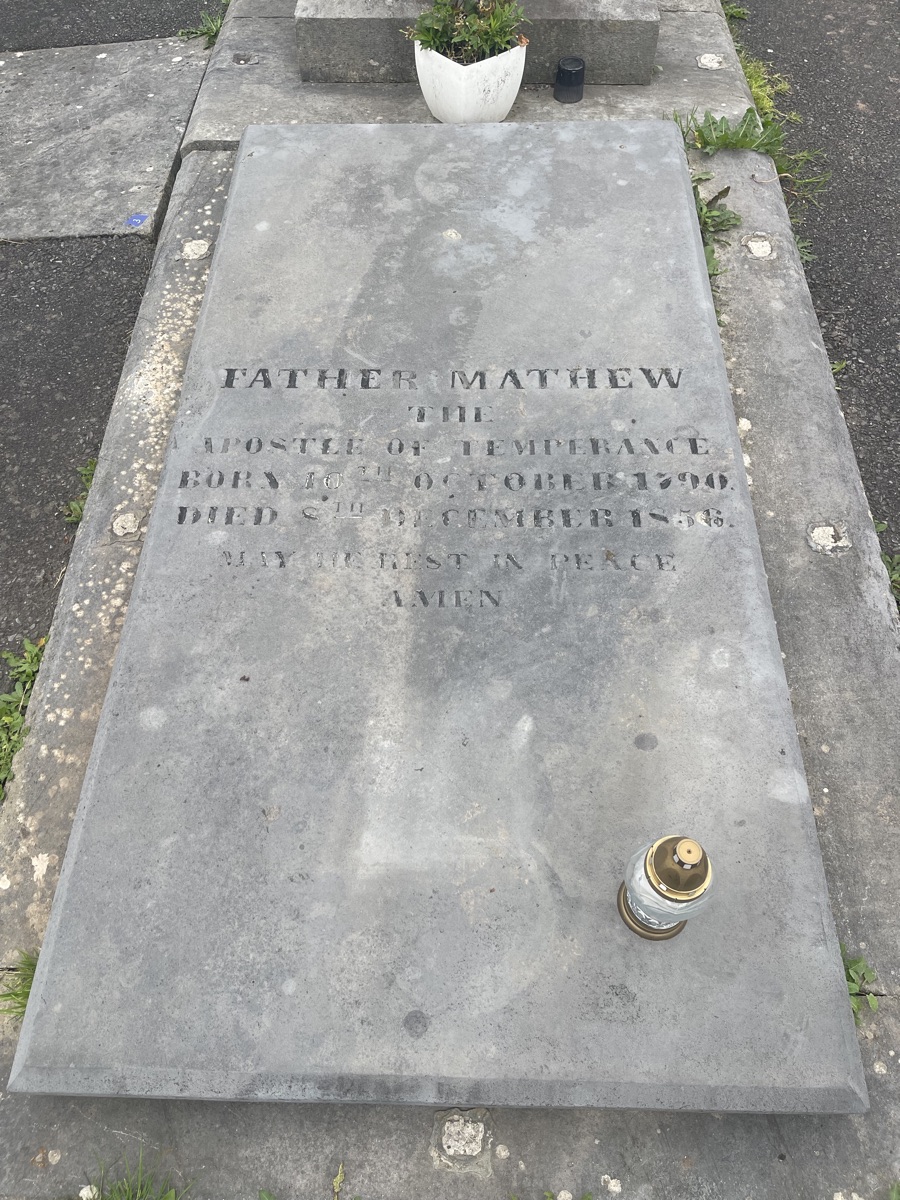 FATHER MATHEW
THE
APOSTLE OF TEMPERANCE
BORN 10TH OCTOBER 1790.
DIED 8TH DECEMBER 1856.
MAY HE REST IN PEACE
AMEN